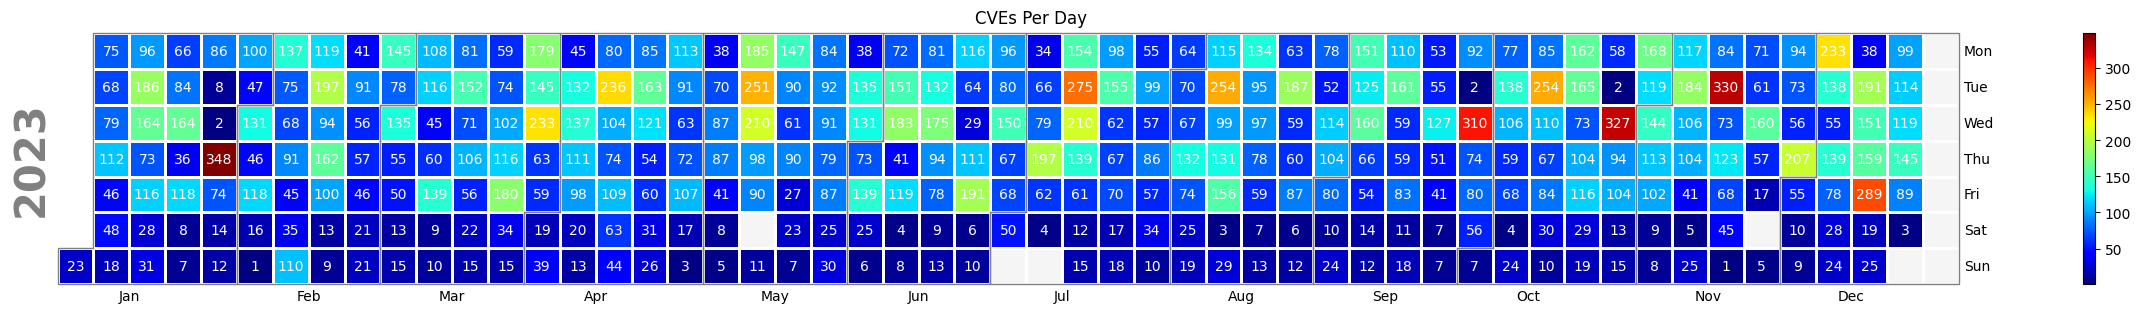 CVEs Per Day
75 96 66 86 100 137 119 41 145 108 81 59 179 45 80 85 113 38 185 147 84 38 72 81 116 96 34 154 98 55 64 115 134 63 78 151 110 53 92 77 85 162 58 168 117 84 71 94 233 38 99 Mon
68 186 84 8 47 75 197 91 78 116 152 74 145 132 236 163 91 70 251 90 92 135 151 132 64 80 66 275 155 99 70 254 95 187 52 125 161 55 2 138 254 165 2 119 184 330 61 73 138 191 114 Tue
79 164 164 2 131 68 94 56 135 45 71 102 233 137 104 121 63 87 210 61 91 131 183 175 29 150 79 210 62 57 67 99 97 59 114 160 59 127 310 106 110 73 327 144 106 73 160 56 55 151 119 Wed
112 73 36 348 46 91 162 57 55 60 106 116 63 111 74 54 72 87 98 90 79 73 41 94 111 67 197 139 67 86 132 131 78 60 104 66 59 51 74 59 67 104 94 113 104 123 57 207 139 159 145 Thu
46 116 118 74 118 45 100 46 50 139 56 180 59 98 109 60 107 41 90 27 87 139 119 78 191 68 62 61 70 57 74 156 59 87 80 54 83 41 80 68 84 116 104 102 41 68 17 55 78 289 89 Fri
48 28 8 14 16 35 13 21 13 9 22 34 19 20 63 31 17 8 23 25 25 4 9 6 50 4 12 17 34 25 3 7 6 10 14 11 7 56 4 30 29 13 9 5 45 10 28 19 3 Sat
23 18 31 7 12 1 110 9 21 15 10 15 15 39 13 44 26 3 5 11 7 30 6 8 13 10 15 18 10 19 29 13 12 24 12 18 7 7 24 10 19 15 8 25 1 5 9 24 25 Sun
2023
Jan Feb Mar Apr May Jun Jul Aug Sep Oct Nov Dec
300
250
200
150
100
50